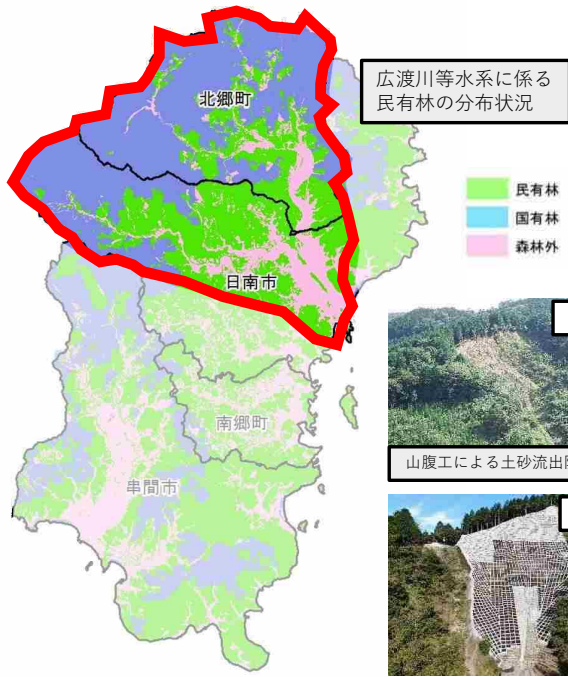 広渡川等水系に係る
民有林の分布状況
北郷町
民有林
国有林
森林外
日南市
南郷町
串間市
山腹工による土砂流出